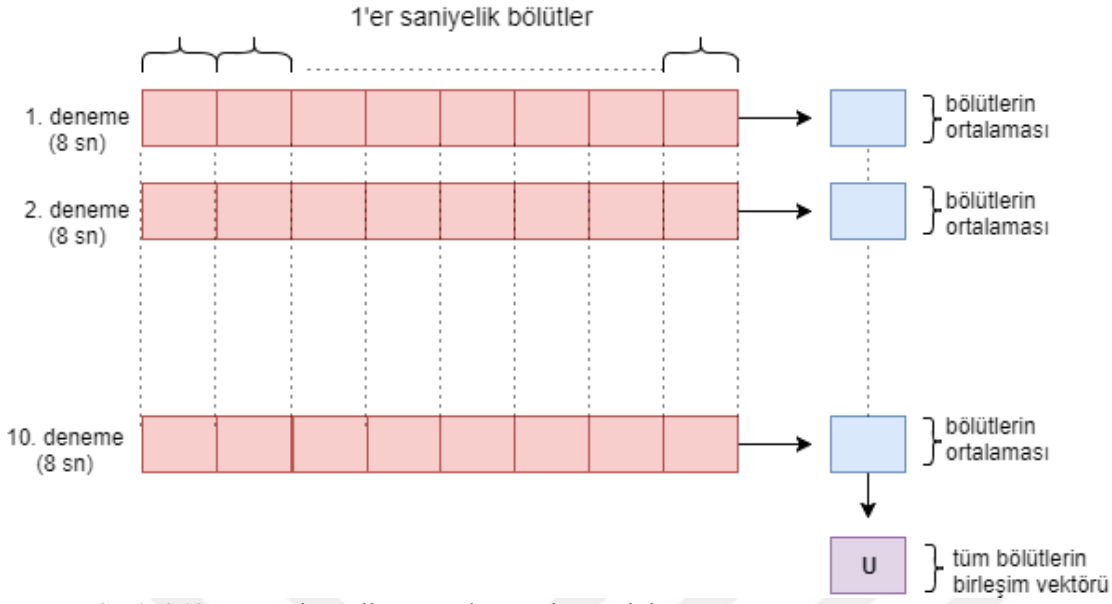 1'er saniyelik bölütler
1. deneme
(8 sn)
bölütlerin
ortalaması
2. deneme
(8 sn)
bölütlerin
ortalaması
10. deneme
(8 sn)
bölütlerin
ortalaması
U
tüm bölütlerin
birleşim vektörü